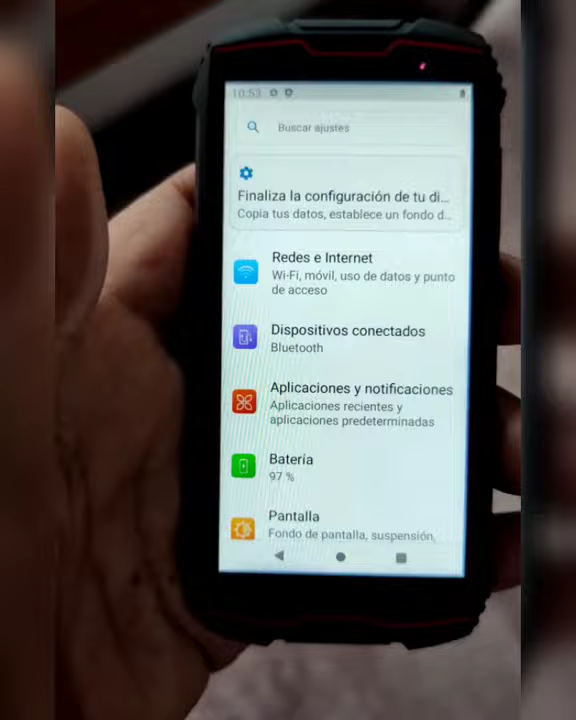 10:53
Buscar ajustes
Finaliza la configuración de tu di...
Copia tus datos, establece un fondo d...
Redes e Internet
Wi-Fi, móvil, uso de datos y punto
de acceso
Dispositivos conectados
Bluetooth
Aplicaciones y notificaciones
Aplicaciones recientes y
aplicaciones predeterminadas
Batería
97 %
Pantalla
Fondo de pantalla, suspensión,